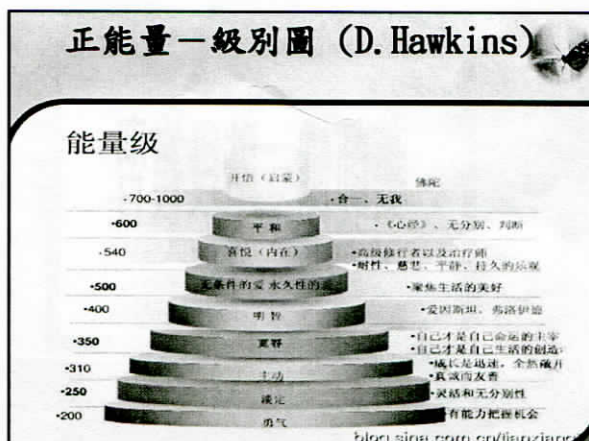 正能量－級別圖 (D.Hawkins)
能量级
开悟（启蒙） 佛陀
•700-1000 •合一、无我
•600 平和 •《心经》、无分别、判断
•540 喜悦（内在） •高级修行者以及治疗师
•耐性、慈悲、平静、持久的乐观
•500 无条件的爱 永久性的 •聚焦生活的美好
•400 明智 爱因斯坦、弗洛伊德
•350 宽容 •自己才是自己命运的主宰
•自己才是自己生活的创造
•310 主动 •成长是迅速，全然敞开
•真诚而友善
•250 淡定 •灵活和无分别性
•200 勇气 有能力把握机会
blog.sina.com.cn/lianxiang